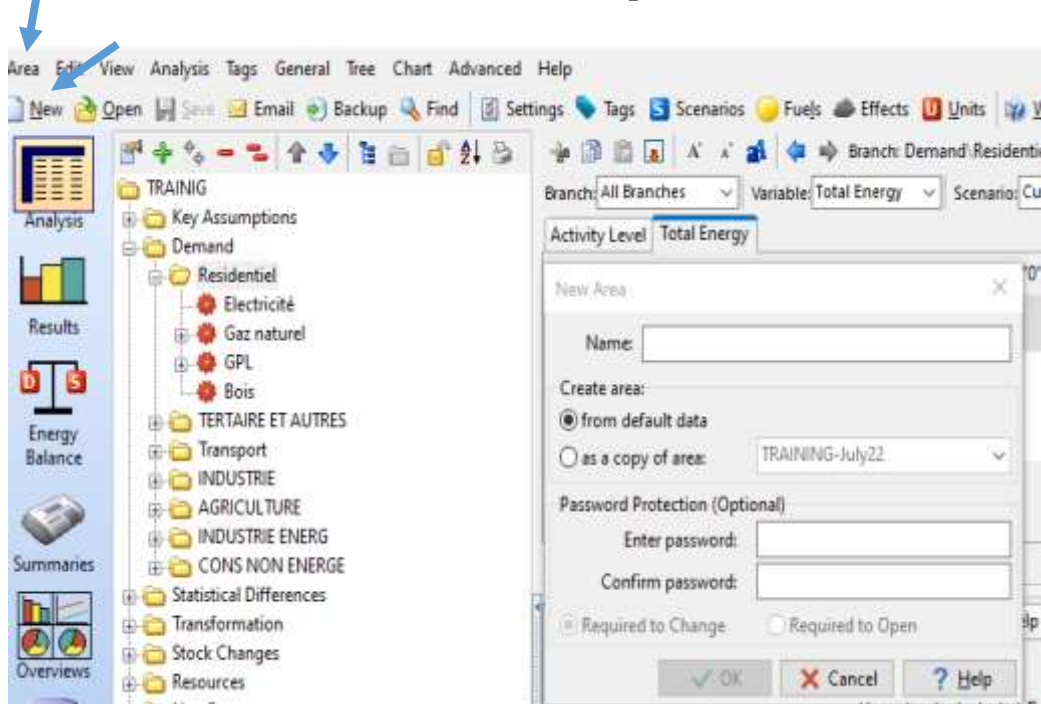 Area Edit View Analysis Tags General Tree Chart Advanced Help
New Open Save Email Backup Find Settings Tags Scenarios Fuels Effects Units
Analysis
Results
Energy
Balance
Summaries
Overviews
TRAINIG
Key Assumptions
Demand
Residentiel
Electricité
Gaz naturel
GPL
Bois
TERTAIRE ET AUTRES
Transport
INDUSTRIE
AGRICULTURE
INDUSTRIE ENERG
CONS NON ENERGE
Statistical Differences
Transformation
Stock Changes
Resources
Branch: Demand\Residenti
Branch: All Branches Variable: Total Energy Scenario: Cu
Activity Level Total Energy
New Area
Name:
Create area:
from default data
as a copy of area: TRAINING-July22
Password Protection (Optional)
Enter password:
Confirm password:
Required to Change Required to Open
OK Cancel ? Help